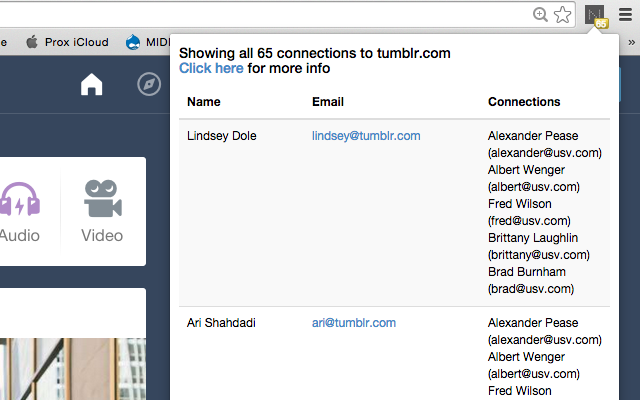 e Prox iCloud MIDI »
65
Showing all 65 connections to tumblr.com
Click here for more info
Name Email Connections
Lindsey Dole lindsey@tumblr.com Alexander Pease
(alexander@usv.com)
Albert Wenger
(albert@usv.com)
Fred Wilson
(fred@usv.com)
Brittany Laughlin
(brittany@usv.com)
Brad Burnham
(brad@usv.com)
Ari Shahdadi ari@tumblr.com Alexander Pease
(alexander@usv.com)
Albert Wenger
(albert@usv.com)
Fred Wilson
Audio Video